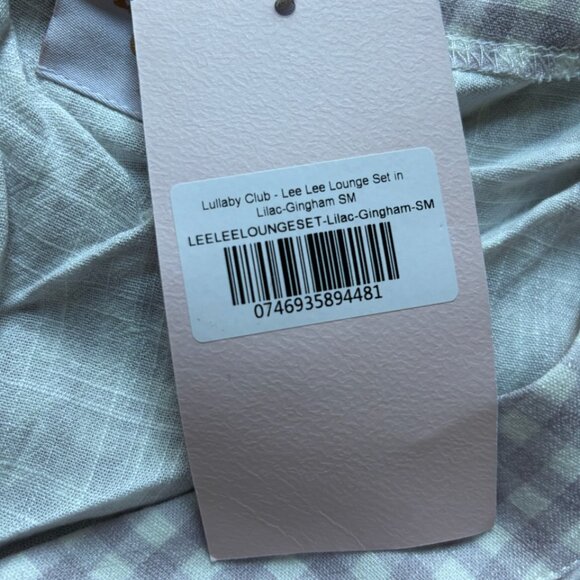 Lullaby Club - Lee Lee Lounge Set in
Lilac-Gingham SM
LEELEELOUNGESET-Lilac-Gingham-SM
0746935894481